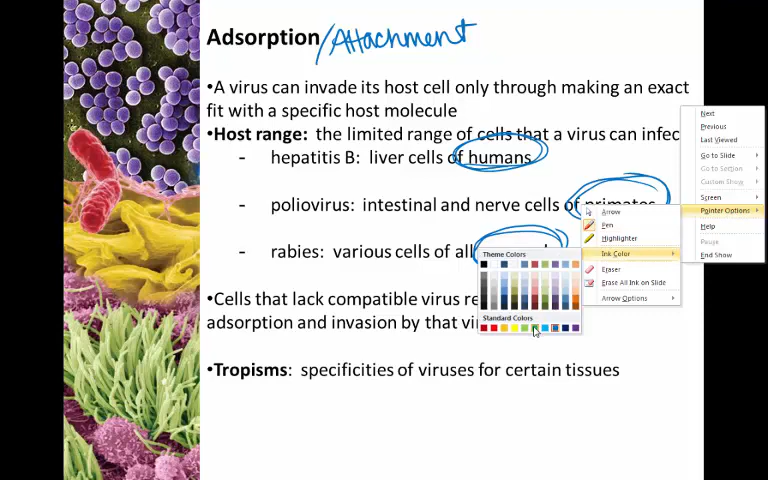 Adsorption/Attachment
•A virus can invade its host cell only through making an exact
fit with a specific host molecule
•Host range: the limited range of cells that a virus can infec
- hepatitis B: liver cells of humans
- poliovirus: intestinal and nerve cells of primates
- rabies: various cells of all
•Cells that lack compatible virus re
adsorption and invasion by that vi
•Tropisms: specificities of viruses for certain tissues
Next
Previous
Last Viewed
Go to Slide
Go to Section
Custom Show
Screen
Pointer Options
Help
Pause
End Show
Arrow
Pen
Highlighter
Ink Color
Eraser
Erase All Ink on Slide
Arrow Options
Theme Colors
Standard Colors